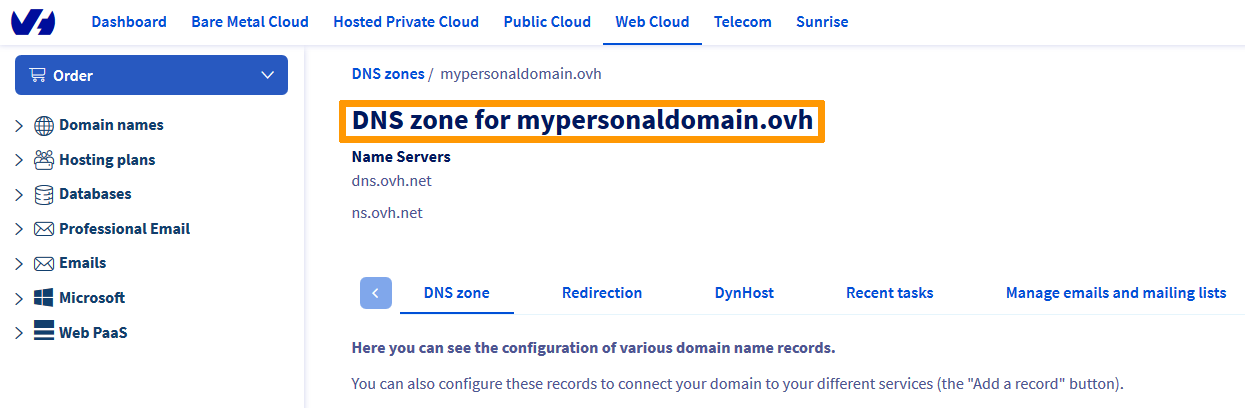 Dashboard Bare Metal Cloud Hosted Private Cloud Public Cloud Web Cloud Telecom Sunrise
Order
Domain names
Hosting plans
Databases
Professional Email
Emails
Microsoft
Web PaaS
DNS zones / mypersonaldomain.ovh
DNS zone for mypersonaldomain.ovh
Name Servers
dns.ovh.net
ns.ovh.net
DNS zone Redirection DynHost Recent tasks Manage emails and mailing lists
Here you can see the configuration of various domain name records.
You can also configure these records to connect your domain to your different services (the "Add a record" button).